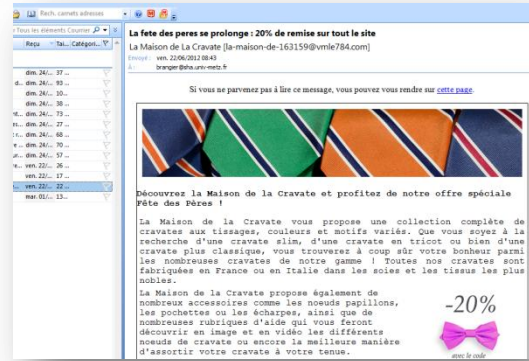 Rech. carnets adresses
r Tous les éléments Courrier
Reçu Tai... Catégori...
dim. 24/... 37 ...
d... dim. 24/... 93 ...
dim. 24/... 10...
dim. 24/... 38 ...
dim. 24/... 73 ...
dim. 24/... 27 ...
dim. 24/... 68 ...
dim. 24/... 70 ...
dim. 24/... 57 ...
ven. 22/... 26 ...
ven. 22/... 17 ...
ven. 22/... 22 ...
mar. 01/... 13...
La fete des peres se prolonge : 20% de remise sur tout le site
La Maison de La Cravate [la-maison-de-163159@vmle784.com]
Envoyé : ven. 22/06/2012 08:43
À : brangier@sha.univ-metz.fr
Si vous ne parvenez pas à lire ce message, vous pouvez vous rendre sur cette page.
Découvrez la Maison de la Cravate et profitez de notre offre spéciale
Fête des Pères !
La Maison de la Cravate vous propose une collection complète de
cravates aux tissages, couleurs et motifs variés. Que vous soyez à la
recherche d'une cravate slim, d'une cravate en tricot ou bien d'une
cravate plus classique, vous trouverez à coup sûr votre bonheur parmi
les nombreuses cravates de notre gamme ! Toutes nos cravates sont
fabriquées en France ou en Italie dans les soies et les tissus les plus
nobles.
La Maison de la Cravate propose également de
nombreux accessoires comme les noeuds papillons,
les pochettes ou les écharpes, ainsi que de
nombreuses rubriques d'aide qui vous feront
découvrir en image et en vidéo les différents
noeuds de cravate ou encore la meilleure manière
d'assortir votre cravate à votre tenue.
-20%
avec le code